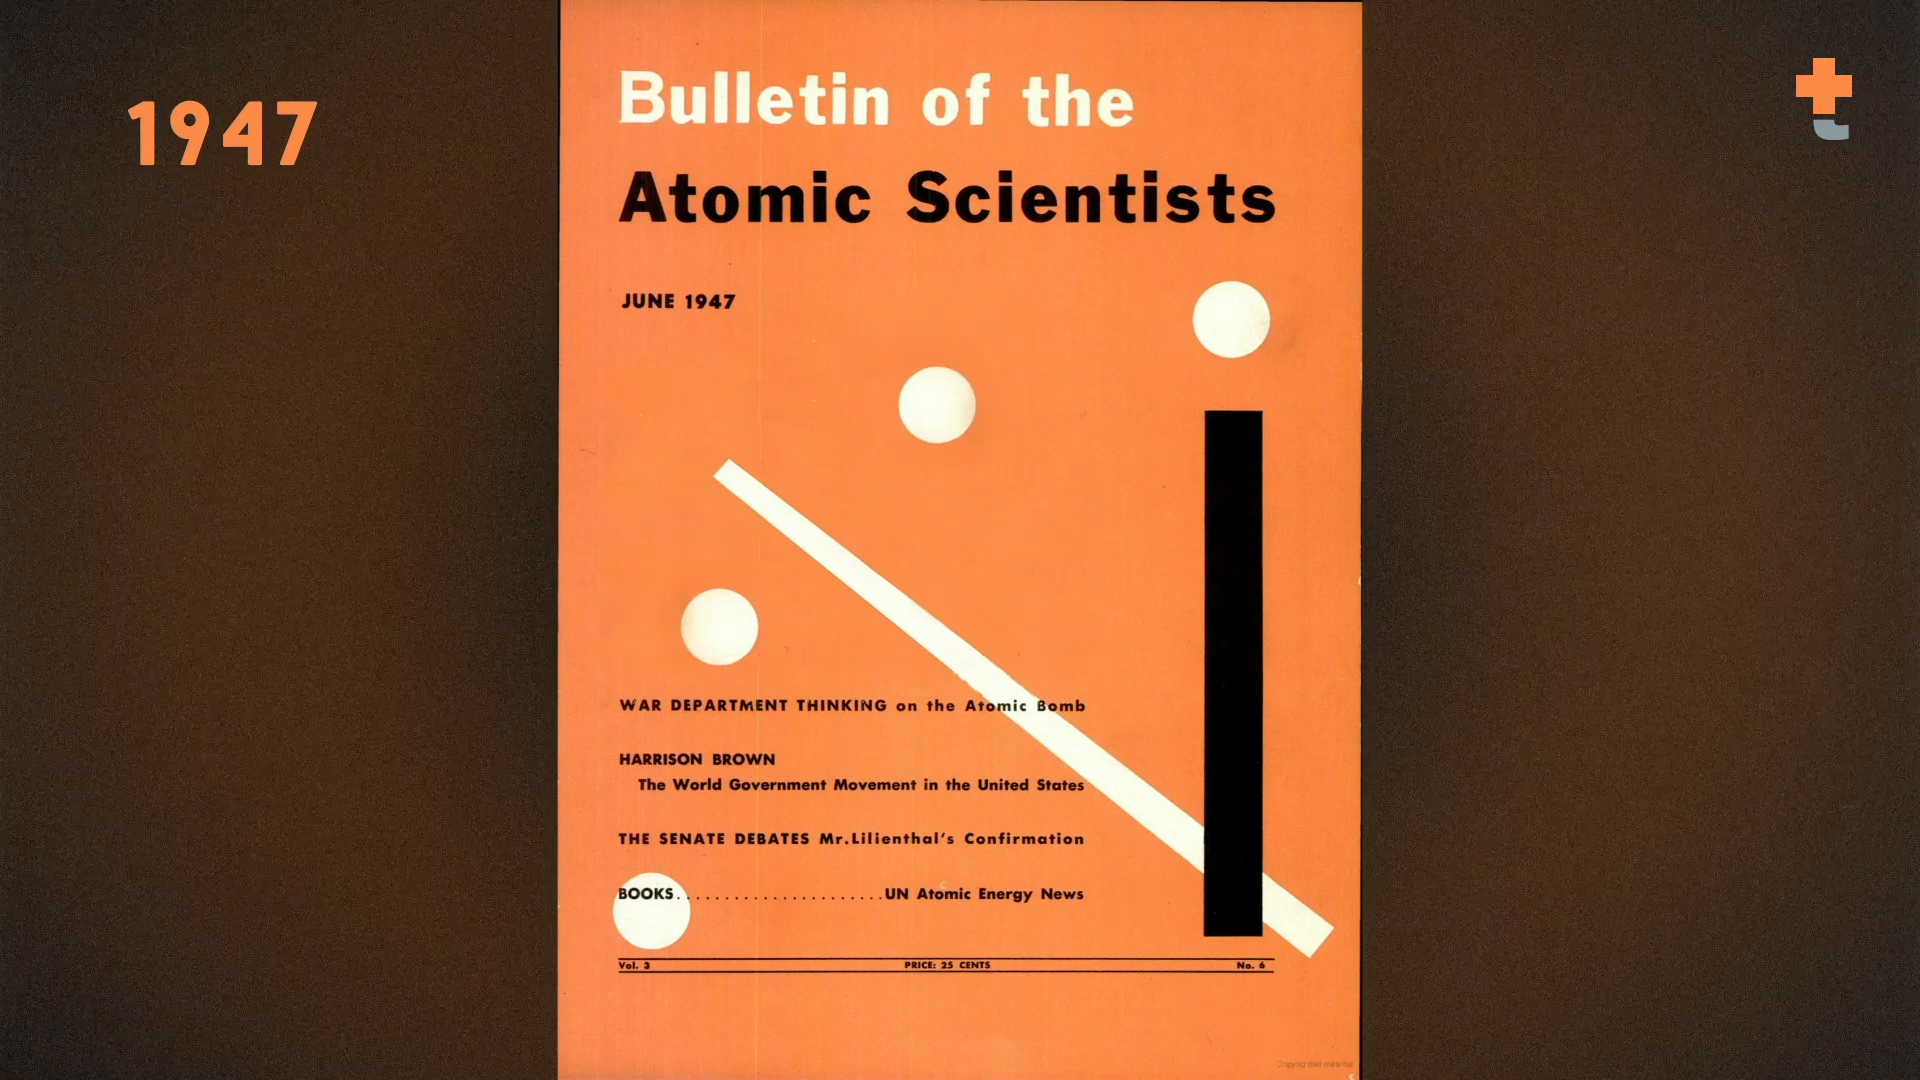 1947
Bulletin of the
Atomic Scientists
JUNE 1947
WAR DEPARTMENT THINKING on the Atomic Bomb
HARRISON BROWN
The World Government Movement in the United States
THE SENATE DEBATES Mr.Lilienthal's Confirmation
BOOKS.....................UN Atomic Energy News
Vol. 3 PRICE: 25 CENTS No. 6
Copyrighted material